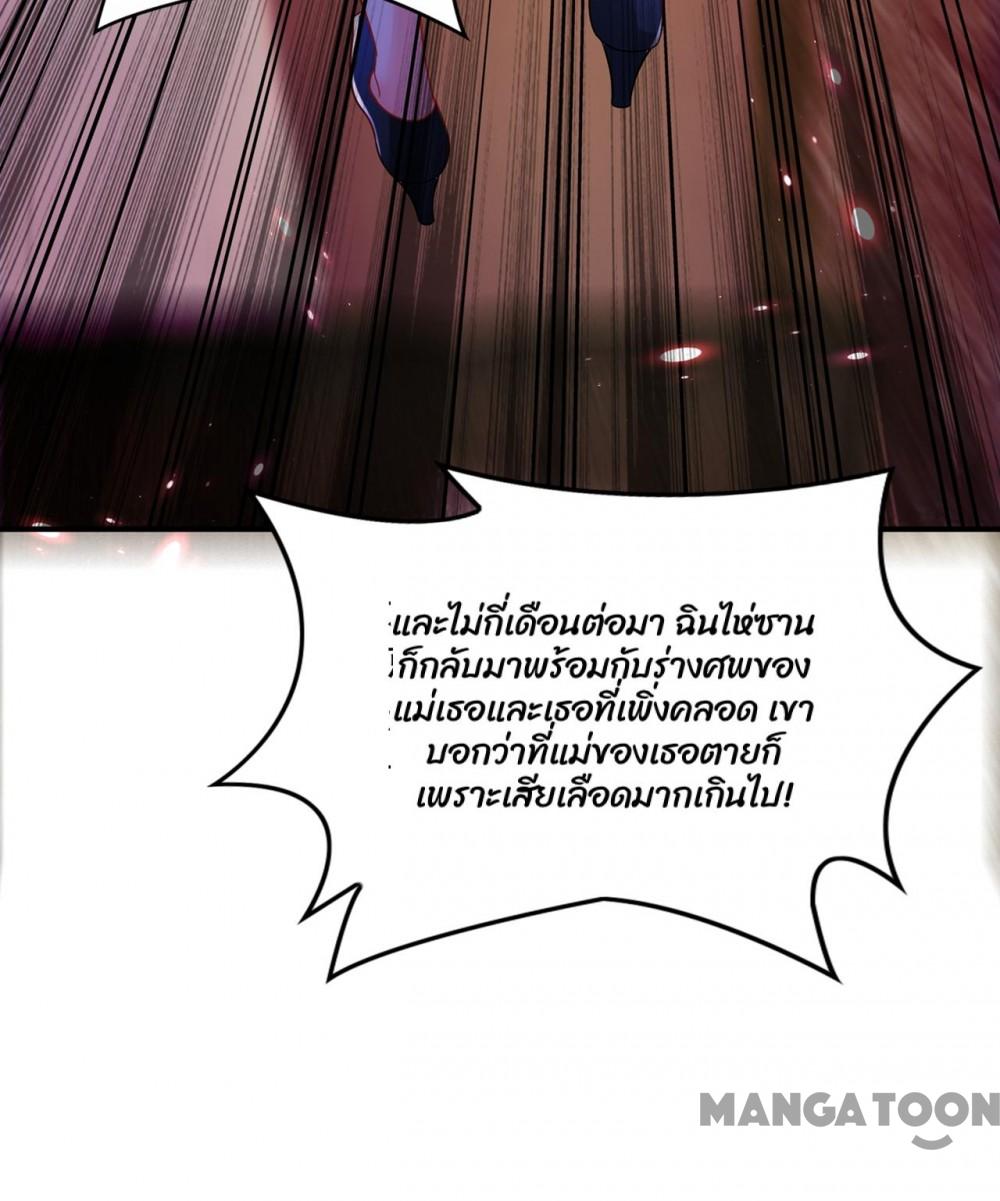 และไม่กี่เดือนต่อมา ฉินไห่ซาน
ก็กลับมาพร้อมกับร่างศพของ
แม่เธอและเธอที่เพิ่งคลอด เขา
บอกว่าที่แม่ของเธอตายก็
เพราะเสียเลือดมากเกินไป!
MANGATOON